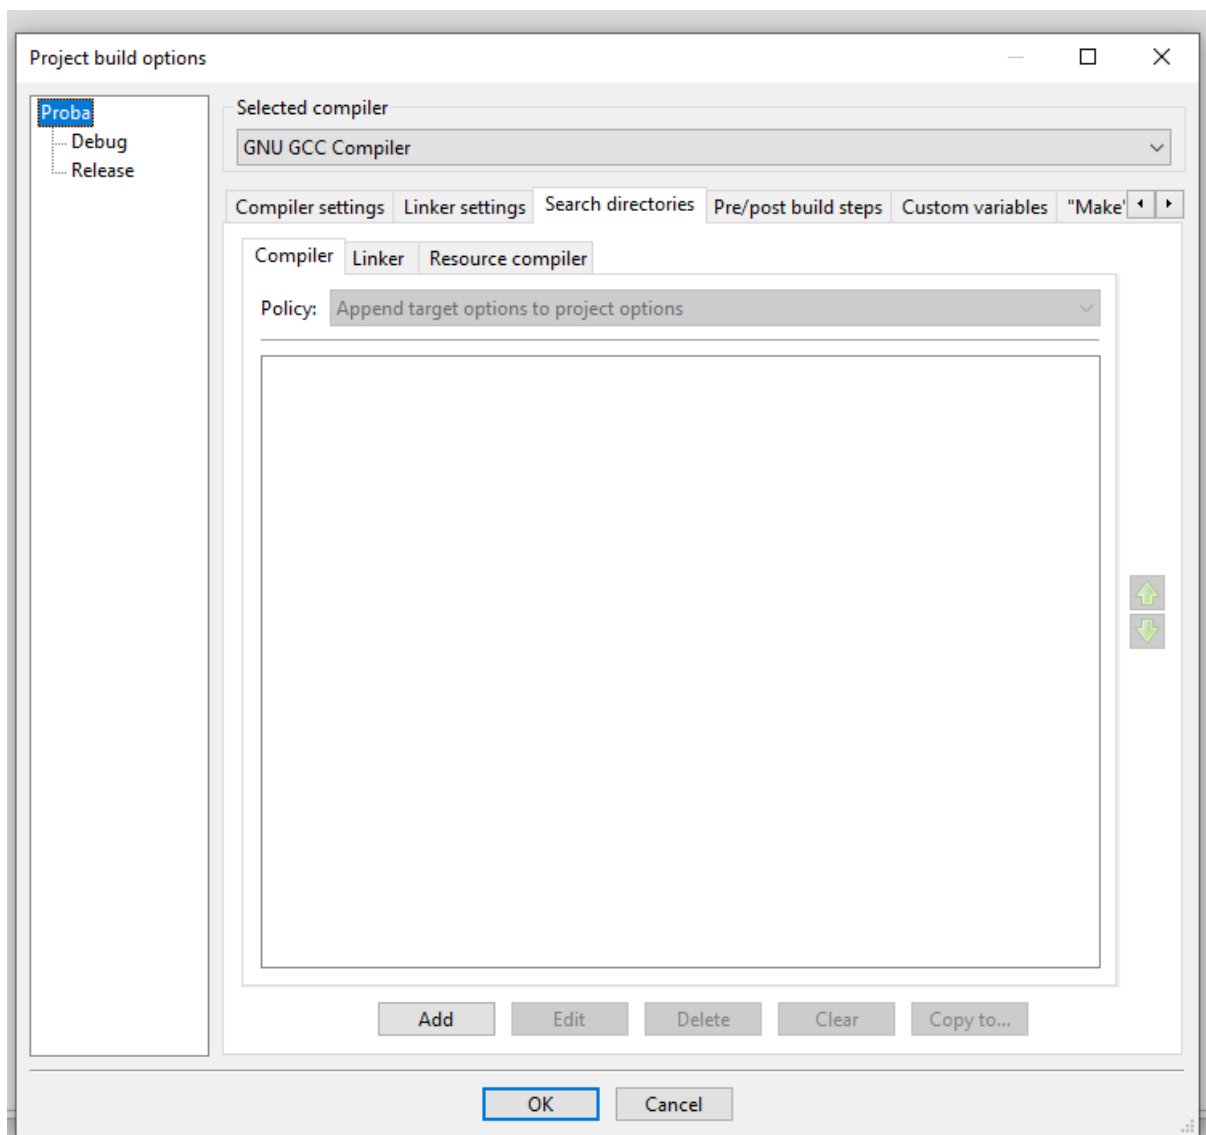 Project build options
Proba
Debug
Release
Selected compiler
GNU GCC Compiler
Compiler settings Linker settings Search directories Pre/post build steps Custom variables "Make"
Compiler Linker Resource compiler
Policy: Append target options to project options
Add Edit Delete Clear Copy to...
OK Cancel